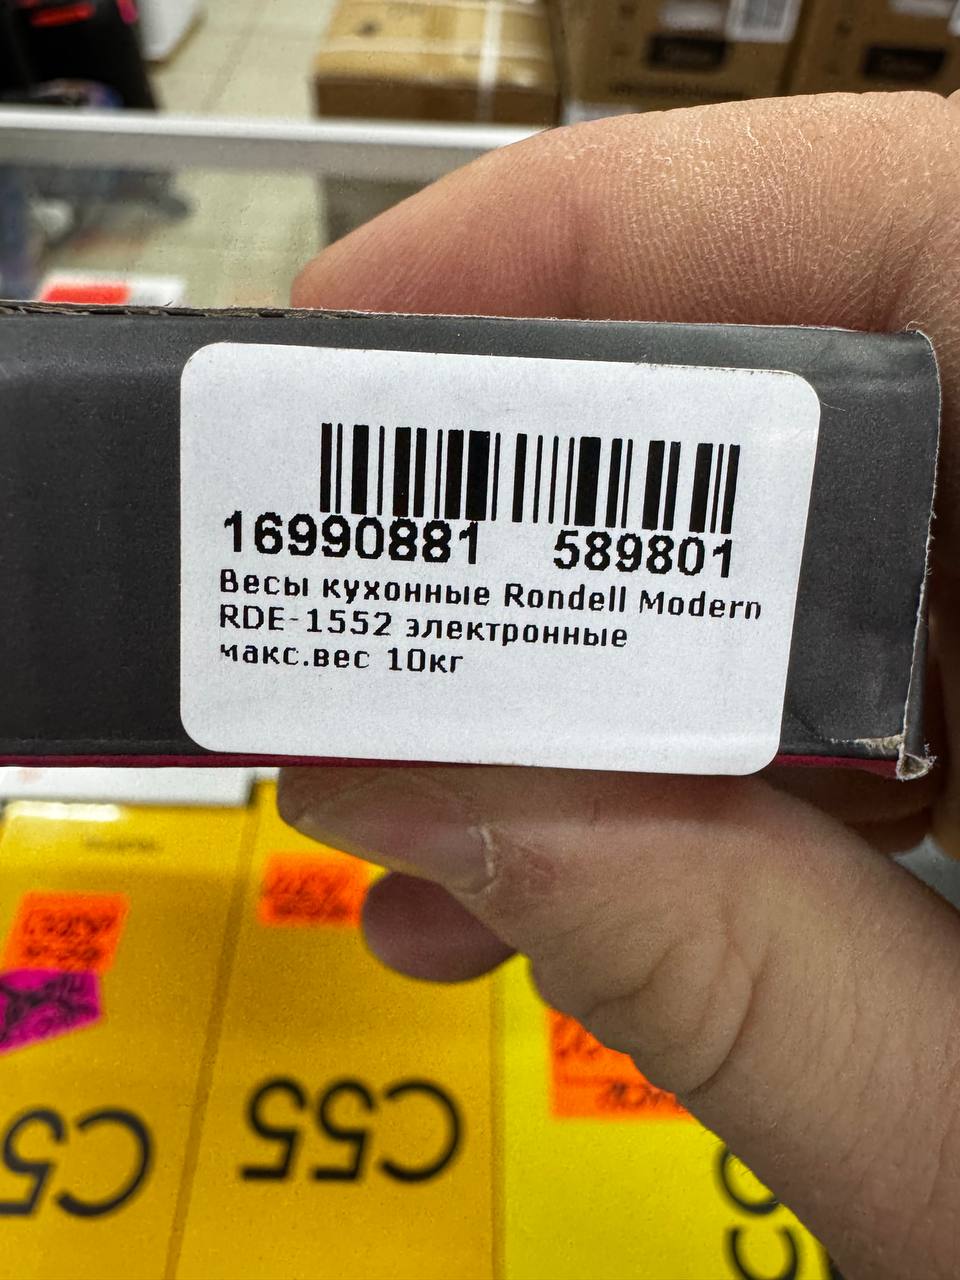 16990881 589801
Весы кухонные Rondell Modern
RDE-1552 электронные
макс.вес 10кг
C55
C55